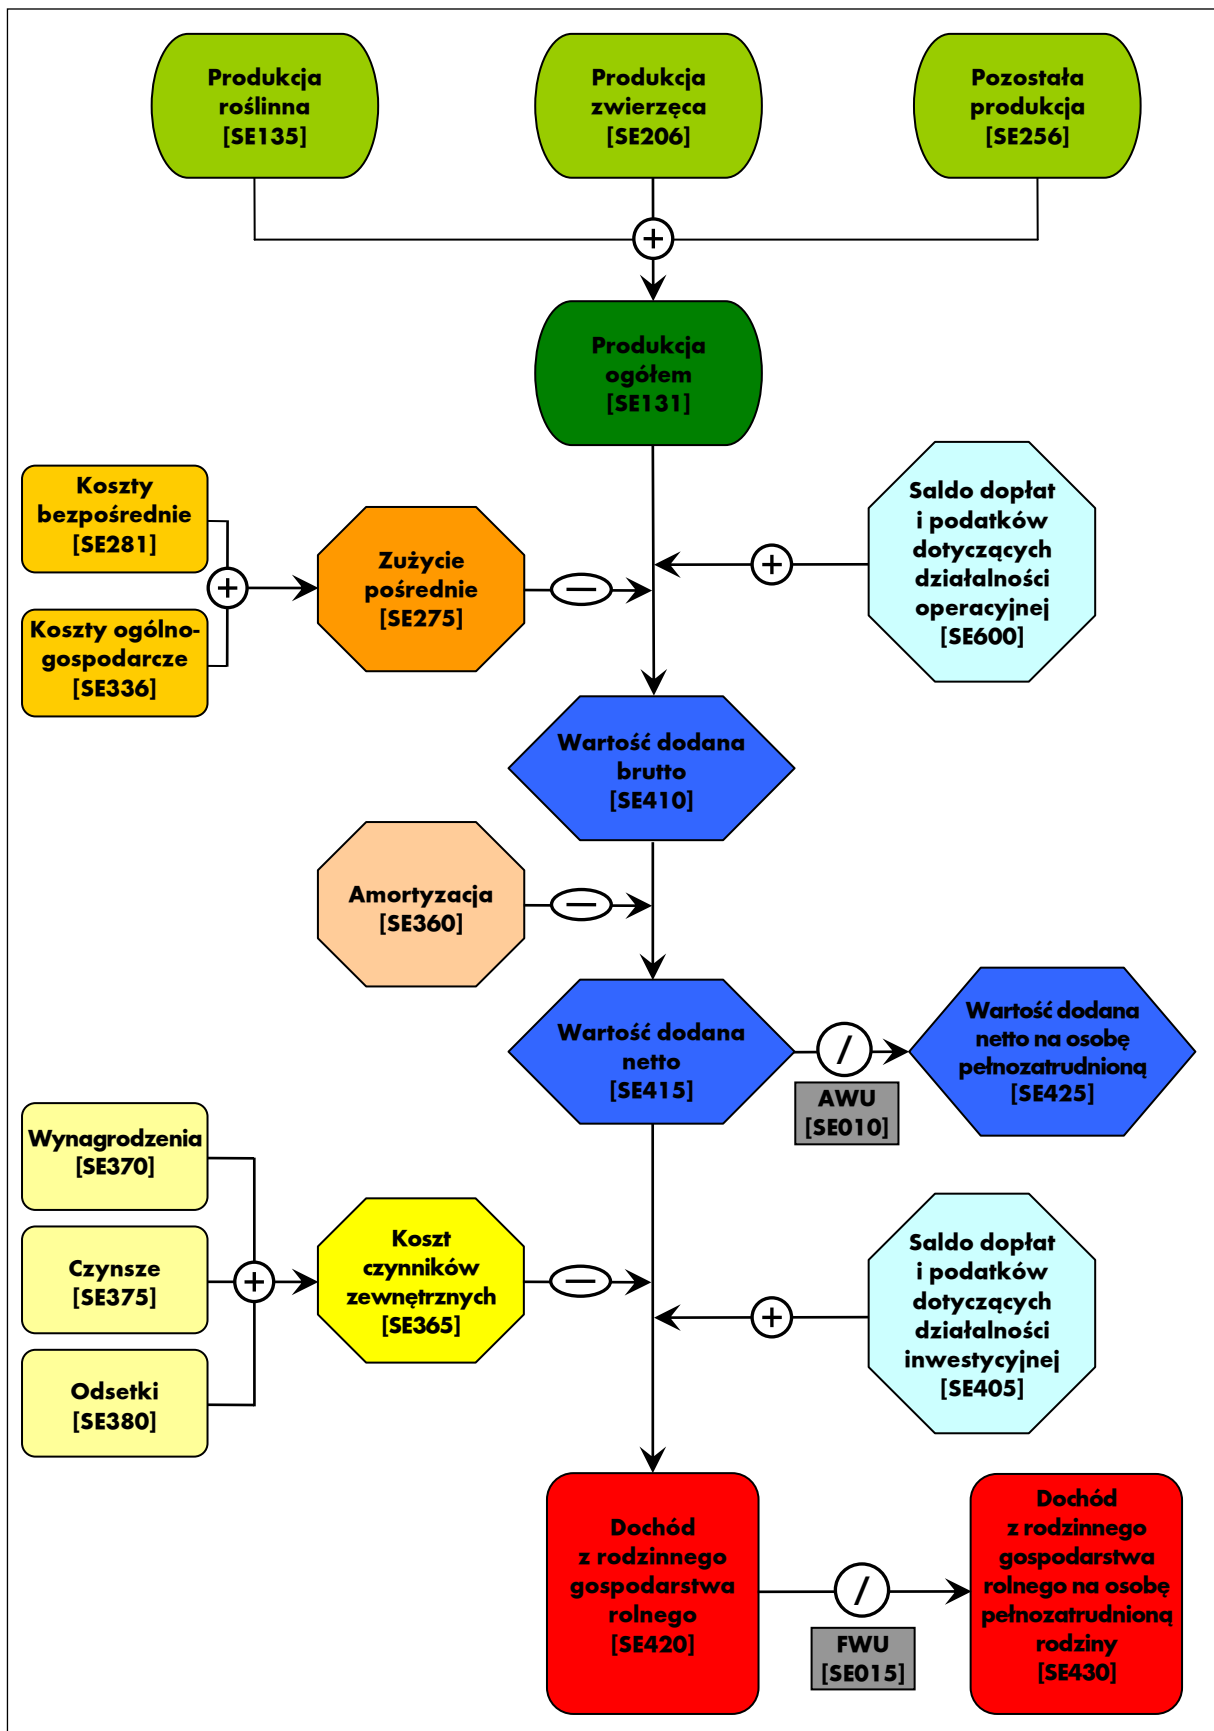 Produkcja
roślinna
[SE135]
Produkcja
zwierzęca
[SE206]
Pozostała
produkcja
[SE256]
+
Produkcja
ogółem
[SE131]
Koszty
bezpośrednie
[SE281]
+
Koszty ogólno-
gospodarcze
[SE336]
Zużycie
pośrednie
[SE275]
—
+
Saldo dopłat
i podatków
dotyczących
działalności
operacyjnej
[SE600]
Wartość dodana
brutto
[SE410]
Amortyzacja
[SE360]
—
Wartość dodana
netto
[SE415]
/
AWU
[SE010]
Wartość dodana
netto na osobę
pełnozatrudnioną
[SE425]
Wynagrodzenia
[SE370]
Czynsze
[SE375]
+
Odsetki
[SE380]
Koszt
czynników
zewnętrznych
[SE365]
—
+
Saldo dopłat
i podatków
dotyczących
działalności
inwestycyjnej
[SE405]
Dochód
z rodzinnego
gospodarstwa
rolnego
[SE420]
/
FWU
[SE015]
Dochód
z rodzinnego
gospodarstwa
rolnego na osobę
pełnozatrudnioną
rodziny
[SE430]